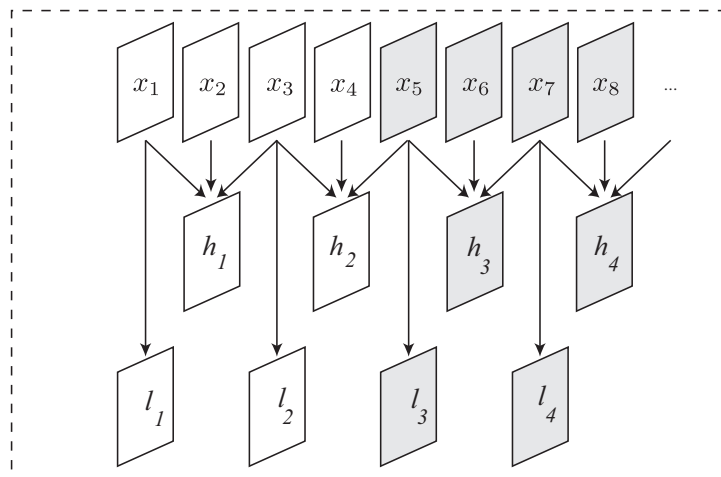 x₁ x₂ x₃ x₄ x₅ x₆ x₇ x₈ ...
h₁ h₂ h₃ h₄
l₁ l₂ l₃ l₄